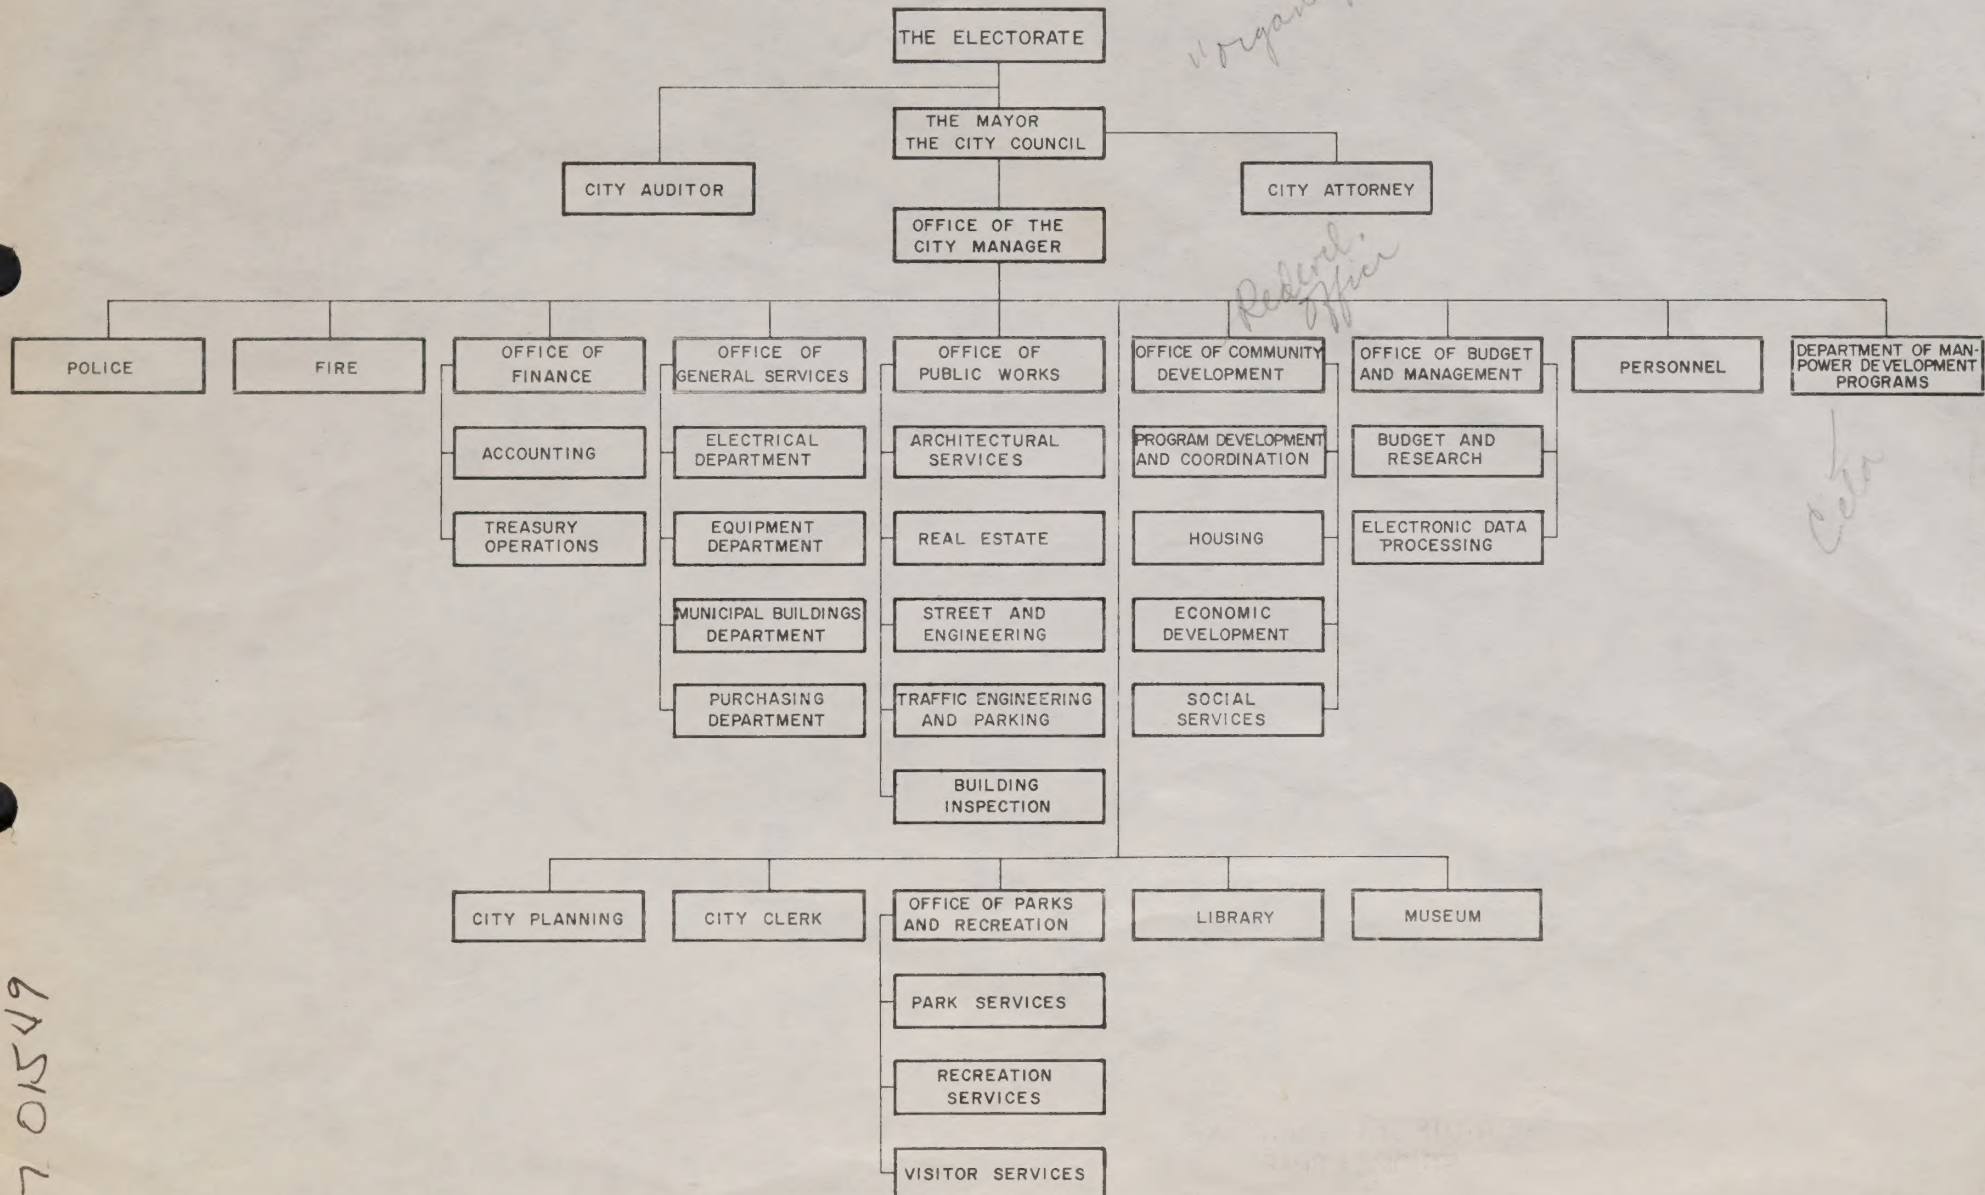 THE ELECTORATE
THE MAYOR
THE CITY COUNCIL
CITY AUDITOR
CITY ATTORNEY
OFFICE OF THE
CITY MANAGER
Redevel.
Office
POLICE
FIRE
OFFICE OF
FINANCE
OFFICE OF
GENERAL SERVICES
OFFICE OF
PUBLIC WORKS
OFFICE OF COMMUNITY
DEVELOPMENT
OFFICE OF BUDGET
AND MANAGEMENT
PERSONNEL
DEPARTMENT OF MAN-
POWER DEVELOPMENT
PROGRAMS
ACCOUNTING
ELECTRICAL
DEPARTMENT
ARCHITECTURAL
SERVICES
PROGRAM DEVELOPMENT
AND COORDINATION
BUDGET AND
RESEARCH
Ceta
TREASURY
OPERATIONS
EQUIPMENT
DEPARTMENT
REAL ESTATE
HOUSING
ELECTRONIC DATA
PROCESSING
MUNICIPAL BUILDINGS
DEPARTMENT
STREET AND
ENGINEERING
ECONOMIC
DEVELOPMENT
PURCHASING
DEPARTMENT
TRAFFIC ENGINEERING
AND PARKING
SOCIAL
SERVICES
BUILDING
INSPECTION
CITY PLANNING
CITY CLERK
OFFICE OF PARKS
AND RECREATION
LIBRARY
MUSEUM
PARK SERVICES
RECREATION
SERVICES
VISITOR SERVICES
7 01549